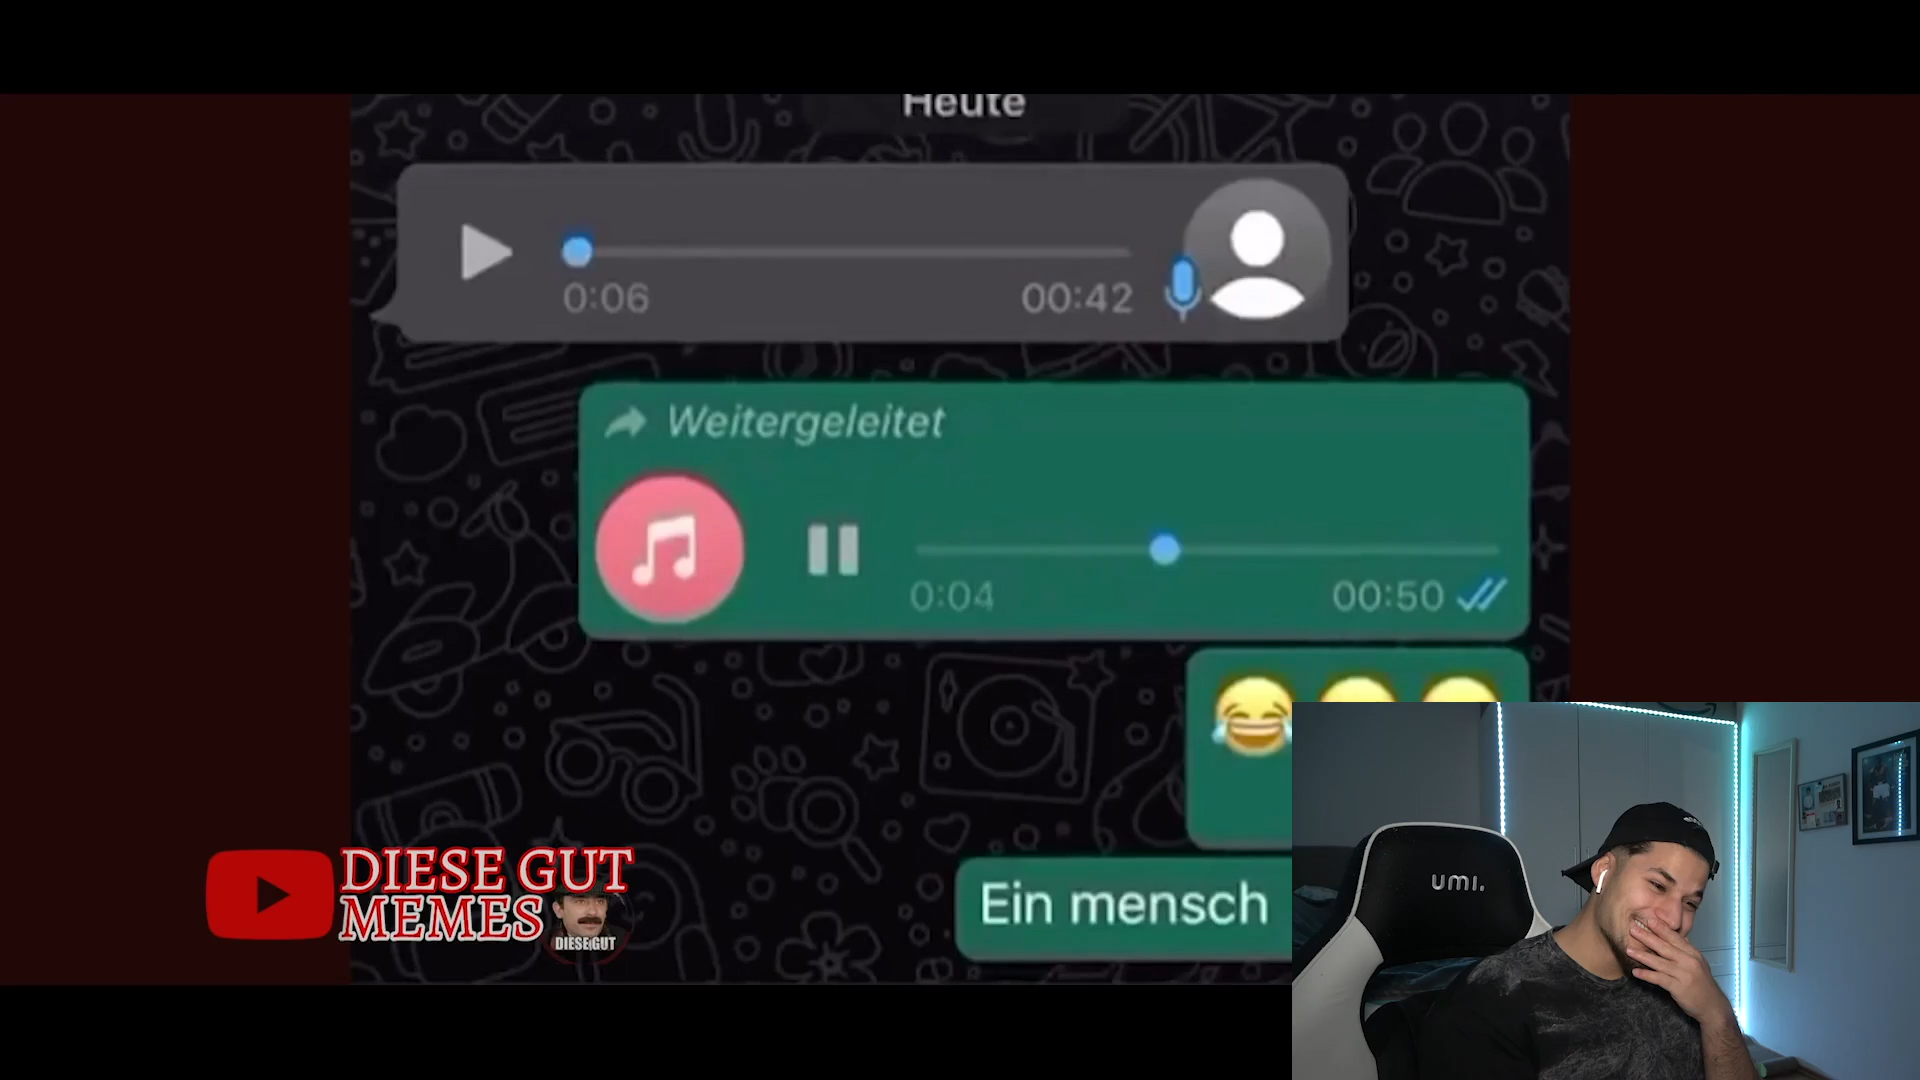 Heute
0:06 00:42
Weitergeleitet
0:04 00:50
Ein mensch
DIESE GUT
MEMES
DIESE GUT
umi.